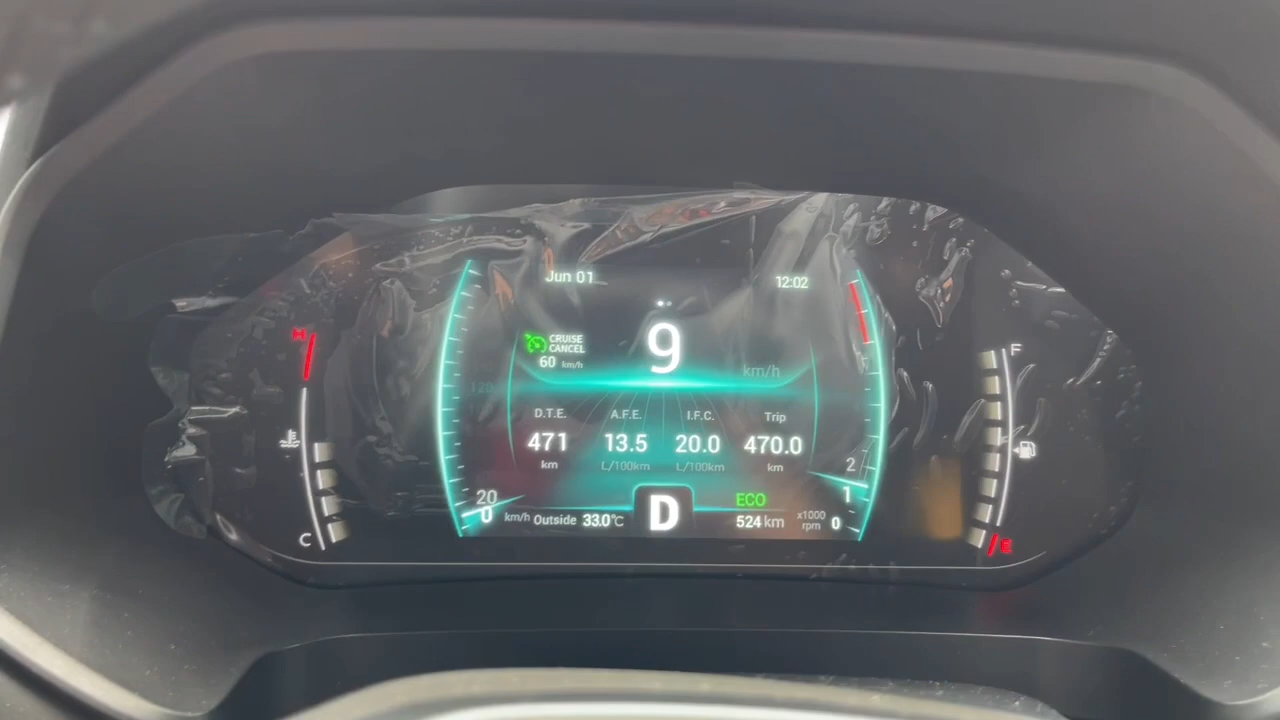 Jun 01
12:02
CRUISE
CANCEL
60 km/h
9
km/h
120
D.T.E. A.F.E. I.F.C. Trip
471 13.5 20.0 470.0
km L/100km L/100km km
20
0 km/h
Outside 33.0°C
D
ECO
524 km
2
1
x1000
rpm
0
H
C
F
E